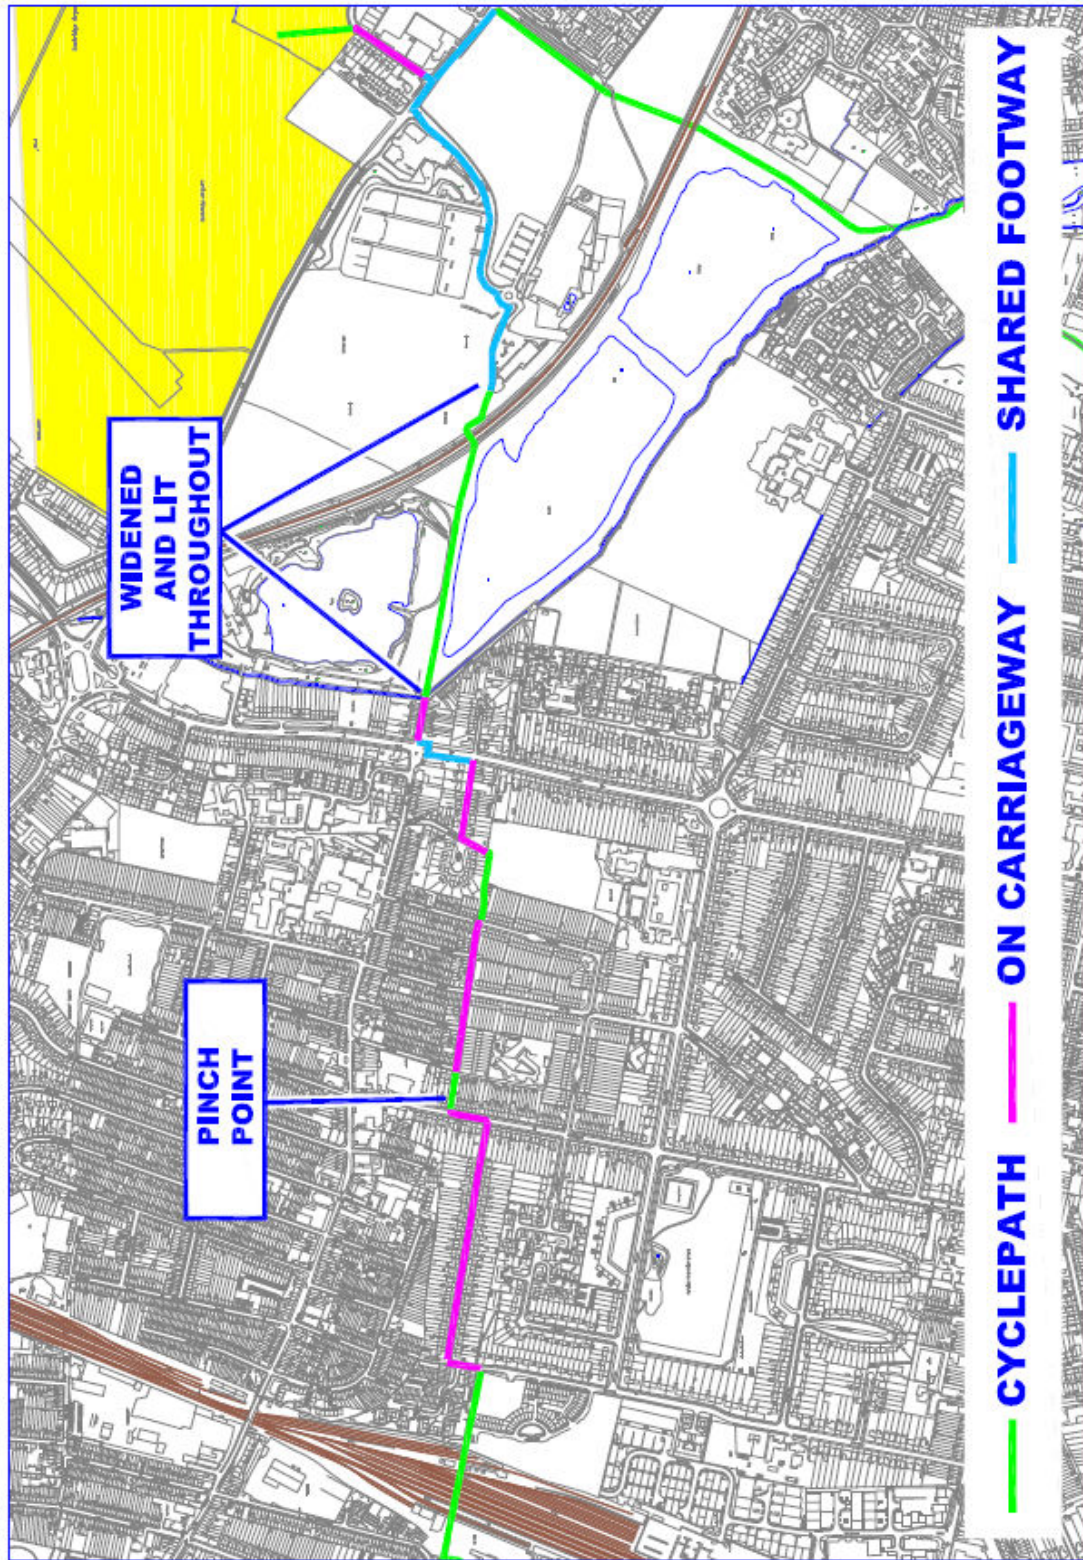 WIDENED
AND LIT
THROUGHOUT
PINCH
POINT
CYCLEPATH
ON CARRIAGEWAY
SHARED FOOTWAY